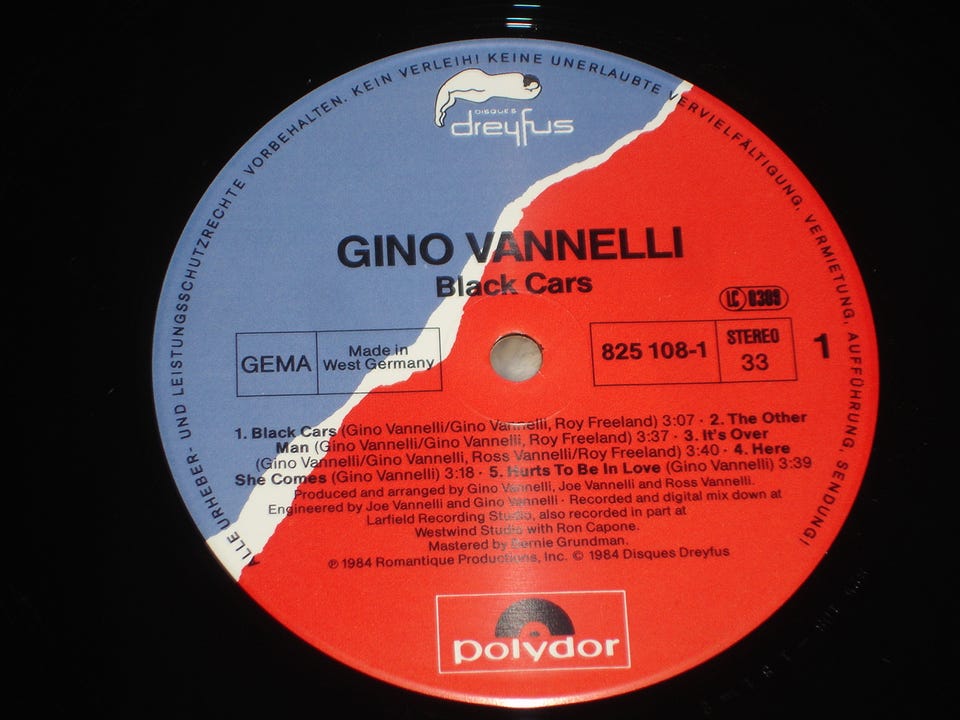 ALLE URHEBER- UND LEISTUNGSSCHUTZRECHTE VORBEHALTEN. KEIN VERLEIH! KEINE UNERLAUBTE VERVIELFÄLTIGUNG, VERMIETUNG, AUFFÜHRUNG, SENDUNG!
DISQUES
dreyfus
GINO VANNELLI
Black Cars
LC 0309
GEMA
Made in
West Germany
825 108-1
STEREO
33
1
1. Black Cars (Gino Vannelli/Gino Vannelli, Roy Freeland) 3:07 · 2. The Other
Man (Gino Vannelli/Gino Vannelli, Roy Freeland) 3:37 · 3. It's Over
(Gino Vannelli/Gino Vannelli, Ross Vannelli/Roy Freeland) 3:40 · 4. Here
She Comes (Gino Vannelli) 3:18 · 5. Hurts To Be In Love (Gino Vannelli) 3:39
Produced and arranged by Gino Vannelli, Joe Vannelli and Ross Vannelli.
Engineered by Joe Vannelli and Gino Vannelli · Recorded and digital mix down at
Larfield Recording Studio, also recorded in part at
Westwind Studio with Ron Capone.
Mastered by Bernie Grundman.
℗ 1984 Romantique Productions, Inc. © 1984 Disques Dreyfus
polydor